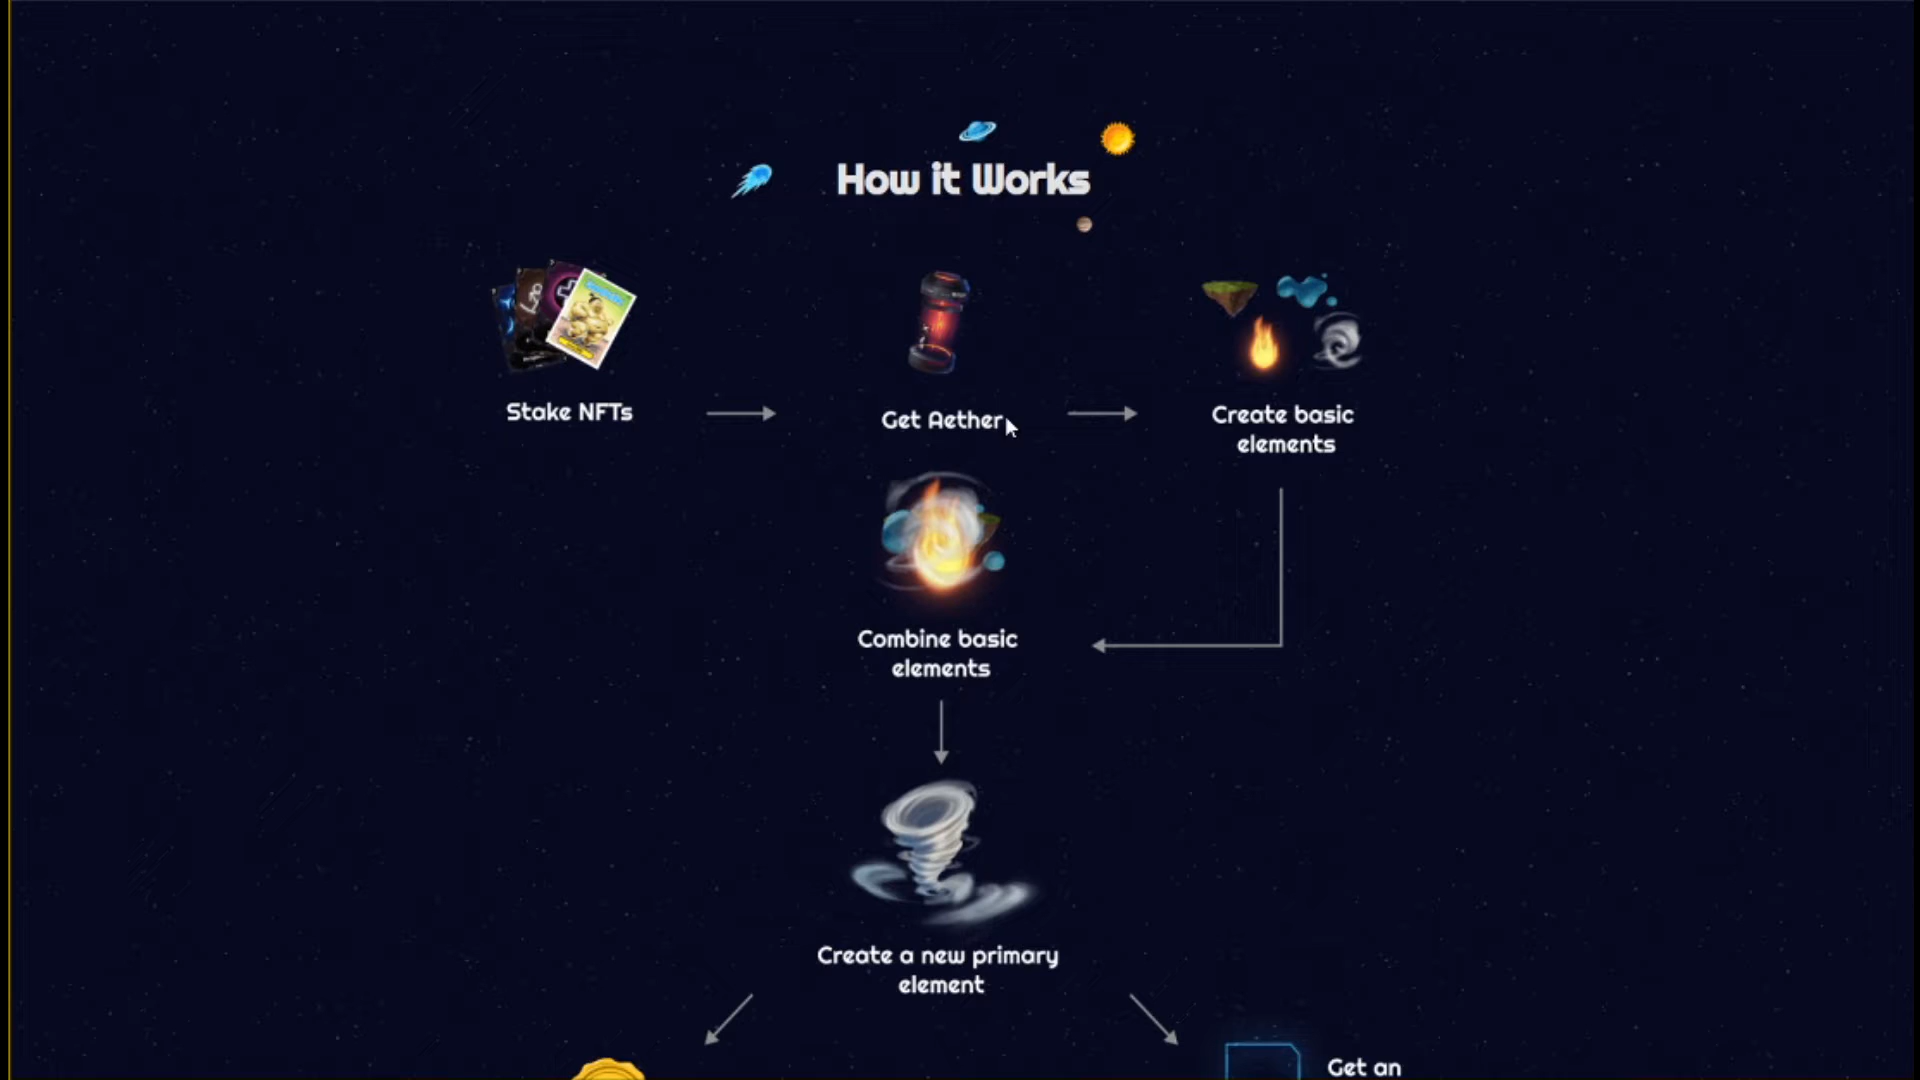 How it Works
Stake NFTs
Get Aether
Create basic
elements
Combine basic
elements
Create a new primary
element
Get an